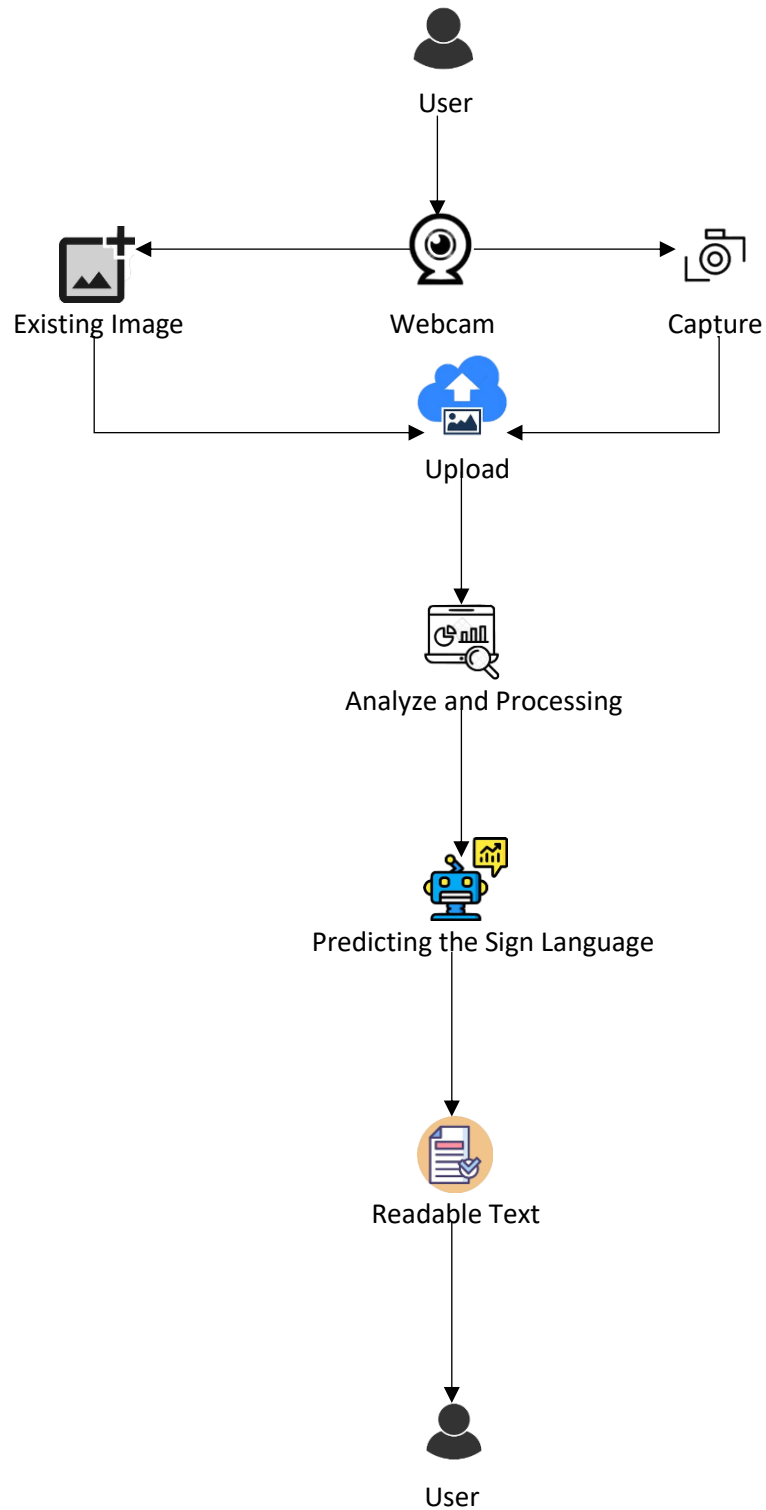 User
Existing Image
Webcam
Capture
Upload
Analyze and Processing
Predicting the Sign Language
Readable Text
User